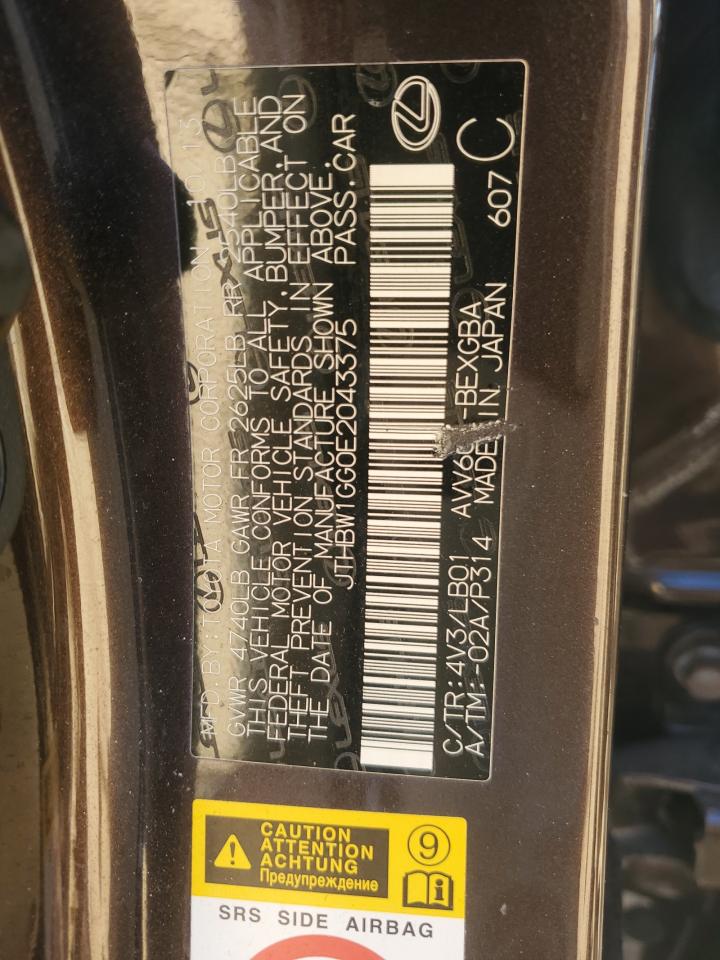 MFD.BY:TOYOTA MOTOR CORPORATION 10/13
GVWR 4740LB GAWR FR 2625LB RR 2540LB
THIS VEHICLE CONFORMS TO ALL APPLICABLE
FEDERAL MOTOR VEHICLE SAFETY, BUMPER, AND
THEFT PREVENTION STANDARDS IN EFFECT ON
THE DATE OF MANUFACTURE SHOWN ABOVE.
JTHBW1GG0E2043375 PASS.CAR
C/TR:4V3/LB01 -BEXGBA
A/TM:-02A/P314 MADE IN JAPAN
607 C
CAUTION
ATTENTION
ACHTUNG
Предупреждение
9
SRS SIDE AIRBAG